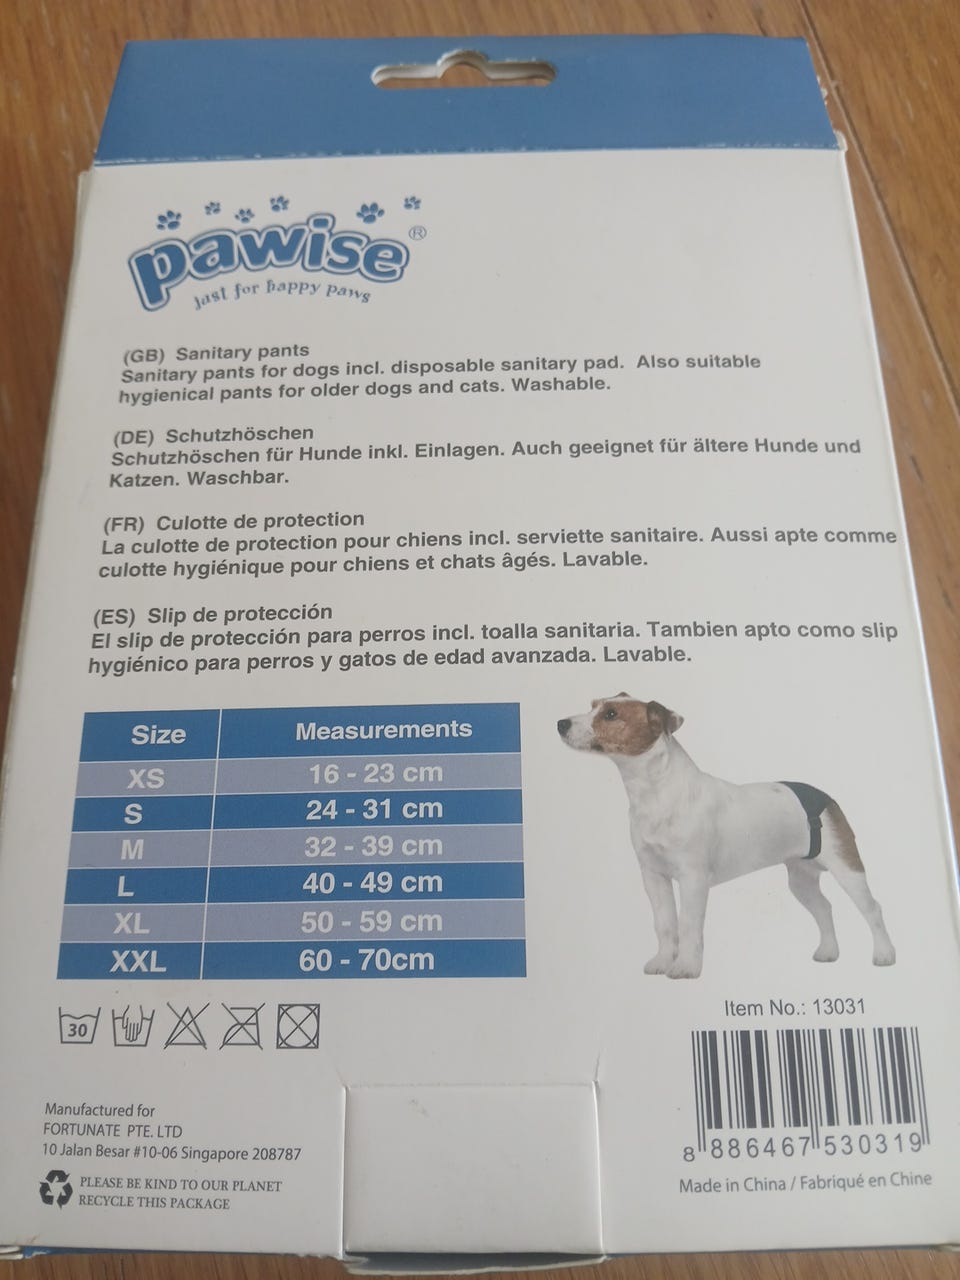 pawise®
Just for happy paws
(GB) Sanitary pants
Sanitary pants for dogs incl. disposable sanitary pad. Also suitable
hygienical pants for older dogs and cats. Washable.
(DE) Schutzhöschen
Schutzhöschen für Hunde inkl. Einlagen. Auch geeignet für ältere Hunde und
Katzen. Waschbar.
(FR) Culotte de protection
La culotte de protection pour chiens incl. serviette sanitaire. Aussi apte comme
culotte hygiénique pour chiens et chats âgés. Lavable.
(ES) Slip de protección
El slip de protección para perros incl. toalla sanitaria. Tambien apto como slip
hygiénico para perros y gatos de edad avanzada. Lavable.
Size Measurements
XS 16 - 23 cm
S 24 - 31 cm
M 32 - 39 cm
L 40 - 49 cm
XL 50 - 59 cm
XXL 60 - 70cm
30
Item No.: 13031
8 886467 530319
Made in China / Fabriqué en Chine
Manufactured for
FORTUNATE PTE. LTD
10 Jalan Besar #10-06 Singapore 208787
PLEASE BE KIND TO OUR PLANET
RECYCLE THIS PACKAGE